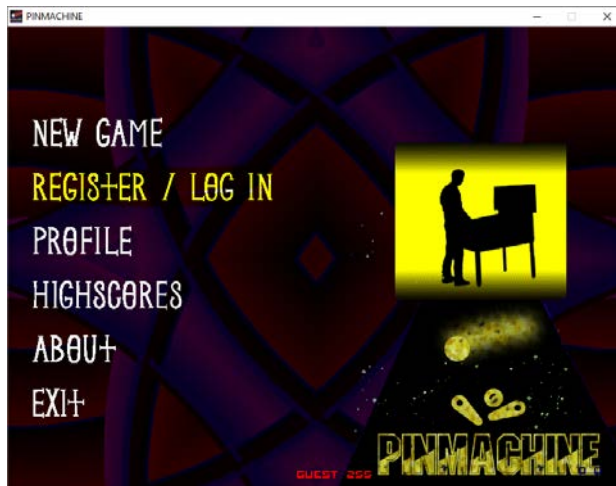 PINMACHINE
NEW GAME
REGISTER / LOG IN
PROFILE
HIGHSCORES
ABOUT
EXIT
GUEST 255
PINMACHINE